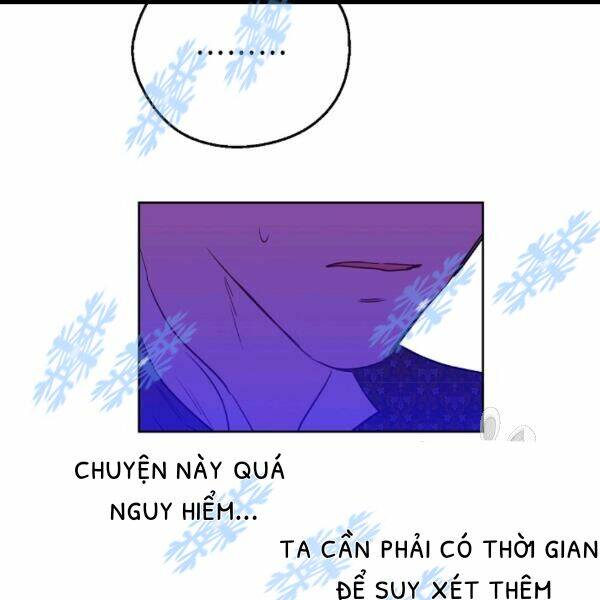 .........
CHUYỆN NÀY QUÁ
NGUY HIỂM...
TA CẦN PHẢI CÓ THỜI GIAN
ĐỂ SUY XÉT THÊM